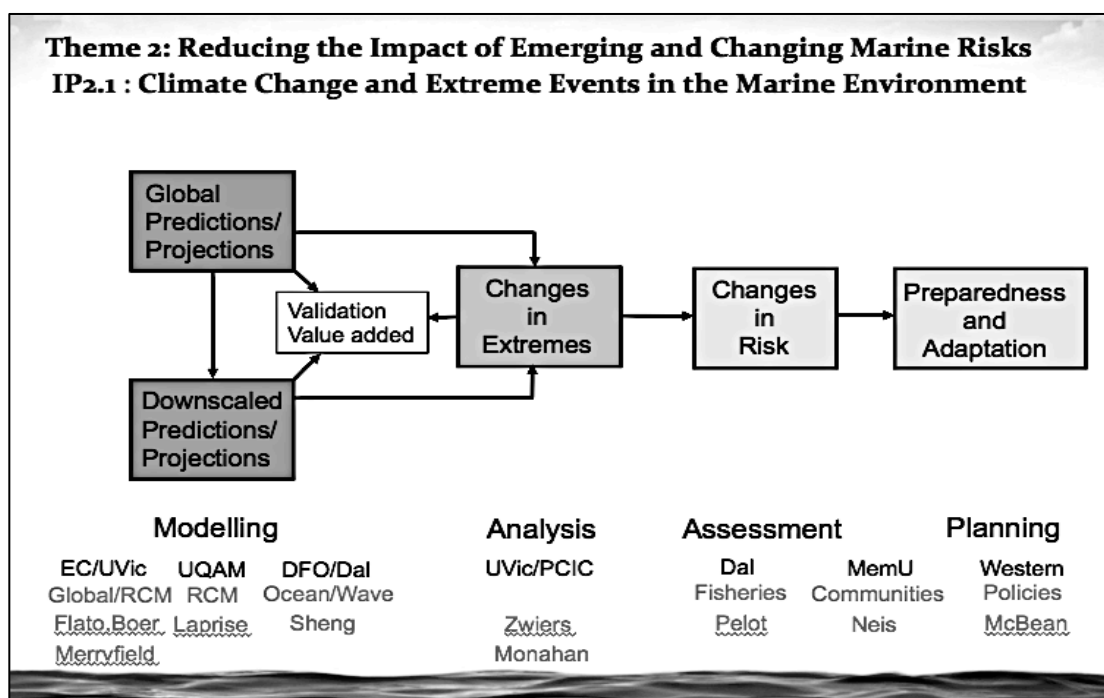 Theme 2: Reducing the Impact of Emerging and Changing Marine Risks
IP2.1 : Climate Change and Extreme Events in the Marine Environment
Global
Predictions/
Projections
Validation
Value added
Changes
in
Extremes
Changes
in
Risk
Preparedness
and
Adaptation
Downscaled
Predictions/
Projections
Modelling
Analysis
Assessment
Planning
EC/UVic
UQAM
DFO/Dal
UVic/PCIC
Dal
MemU
Western
Global/RCM
RCM
Ocean/Wave
Fisheries
Communities
Policies
Flato,Boer
Laprise
Sheng
Zwiers
Pelot
Neis
McBean
Merryfield
Monahan